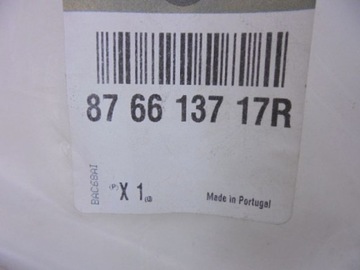 87 66 137 17R
BAC6BAI
(P) X 1 (G)
Made in Portugal